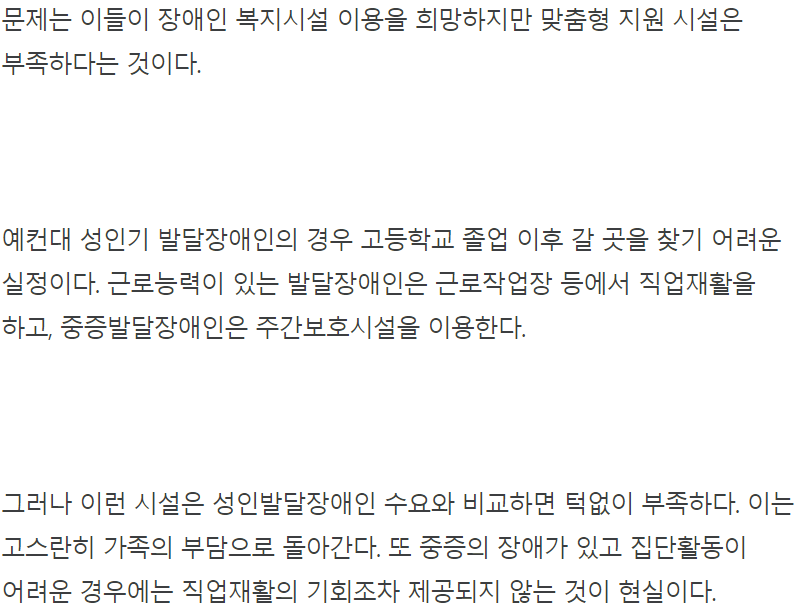 문제는 이들이 장애인 복지시설 이용을 희망하지만 맞춤형 지원 시설은
부족하다는 것이다.
예컨대 성인기 발달장애인의 경우 고등학교 졸업 이후 갈 곳을 찾기 어려운
실정이다. 근로능력이 있는 발달장애인은 근로작업장 등에서 직업재활을
하고, 중증발달장애인은 주간보호시설을 이용한다.
그러나 이런 시설은 성인발달장애인 수요와 비교하면 턱없이 부족하다. 이는
고스란히 가족의 부담으로 돌아간다. 또 중증의 장애가 있고 집단활동이
어려운 경우에는 직업재활의 기회조차 제공되지 않는 것이 현실이다.